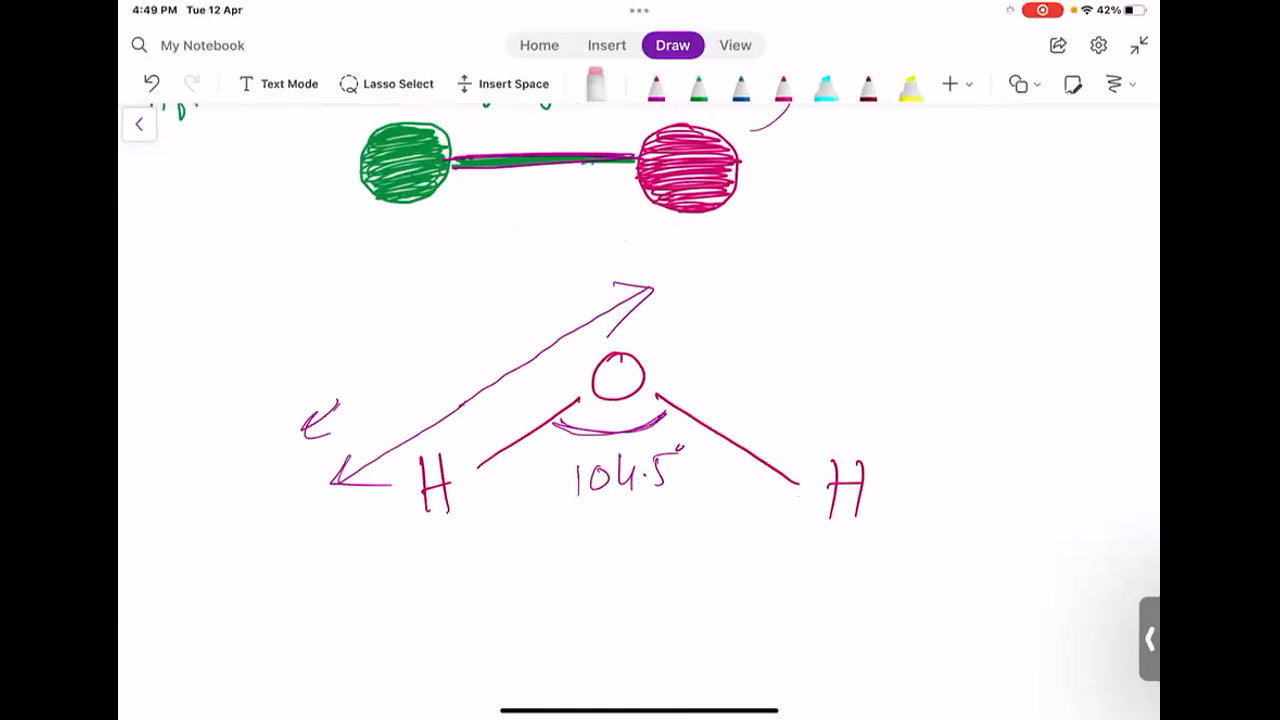 4:49 PM Tue 12 Apr
42%
My Notebook
Home Insert Draw View
Text Mode Lasso Select Insert Space
O
H 104.5° H